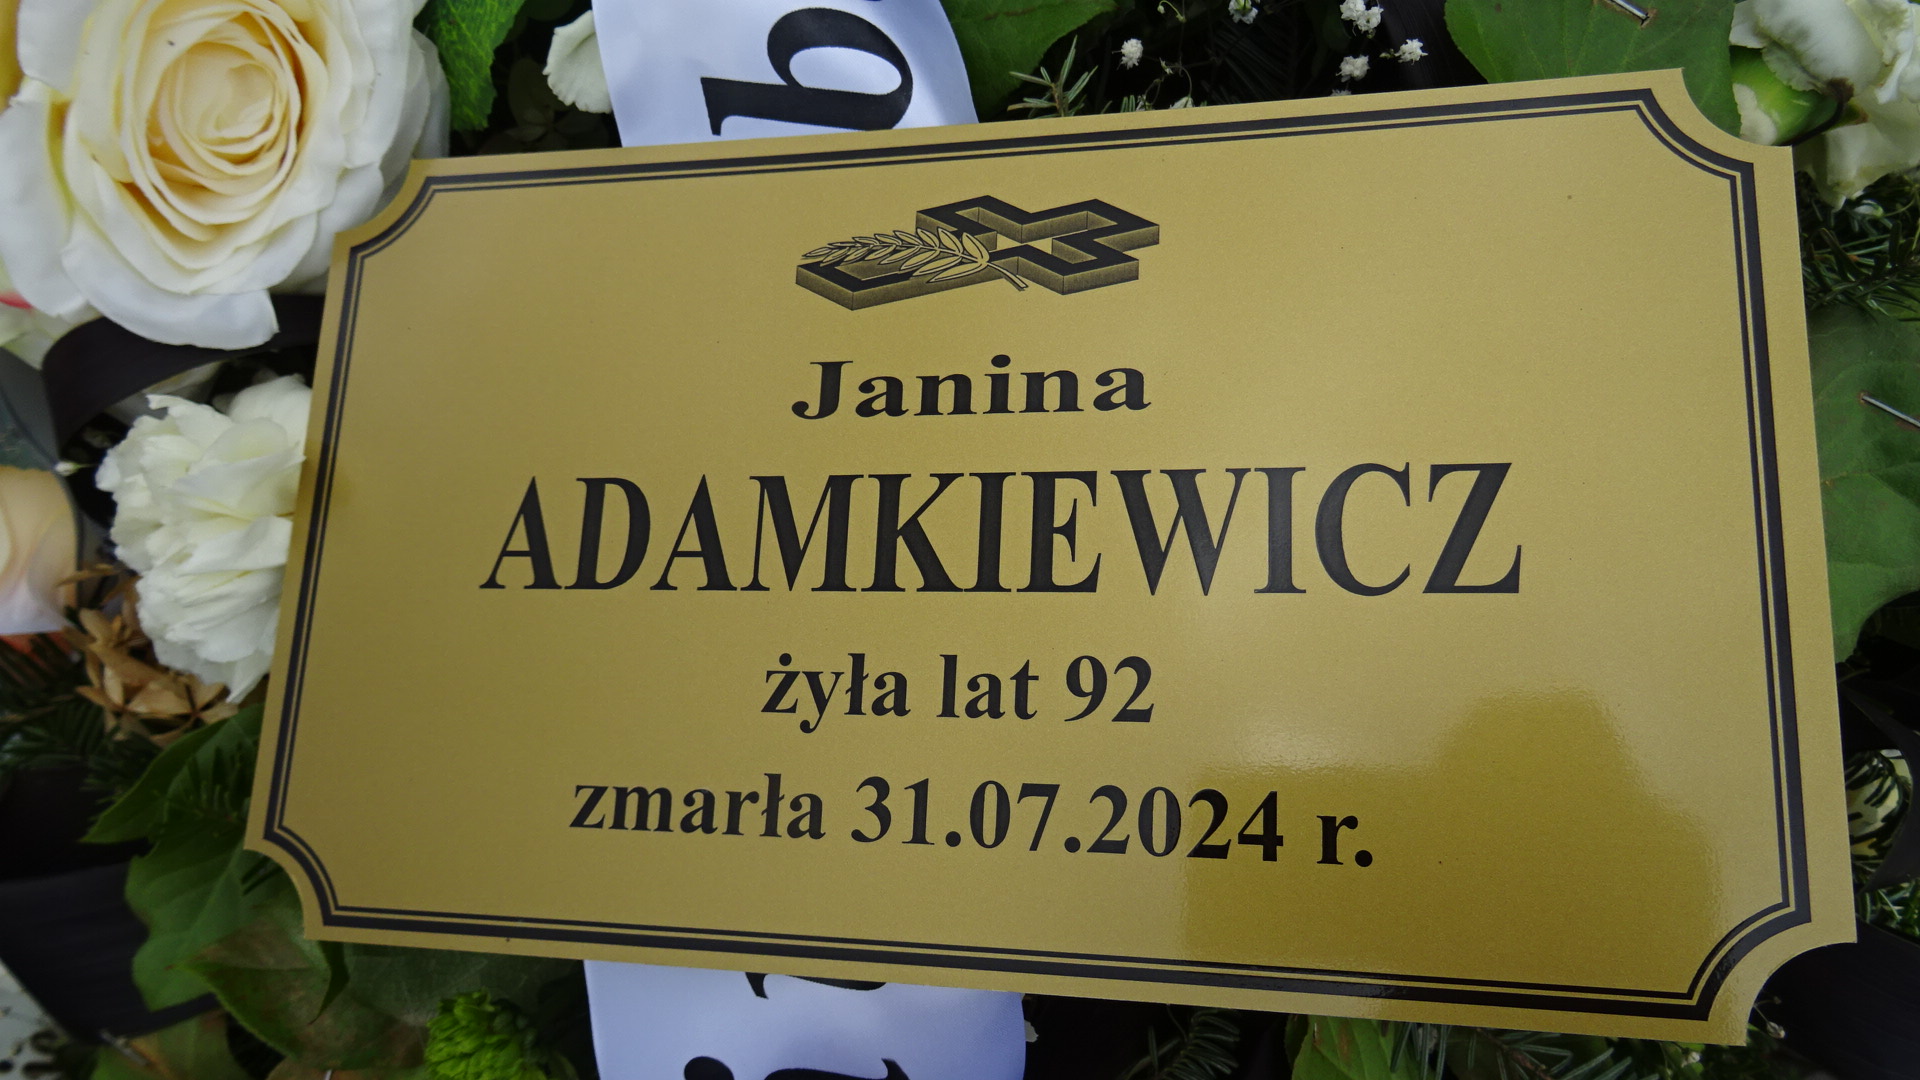 Janina
ADAMKIEWICZ
żyła lat 92
zmarła 31.07.2024 r.